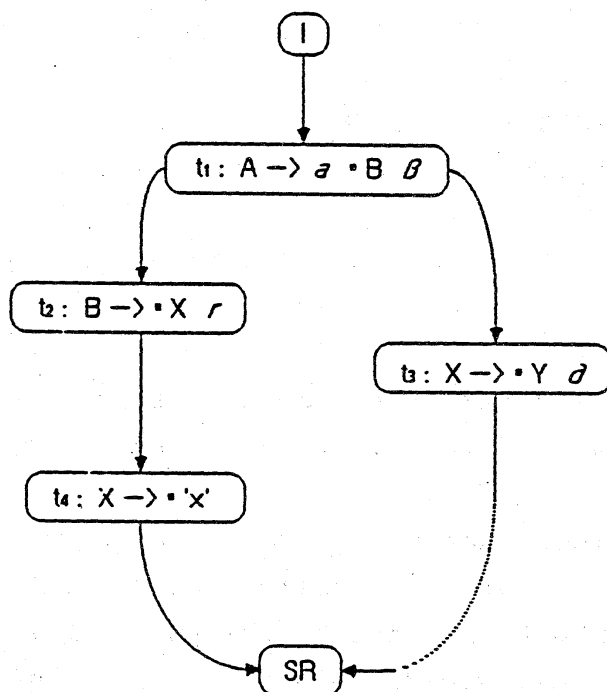 I
t₁ : A —> a ▪ B β
t₂ : B —> ▪ X r
t₃ : X —> ▪ Y ∂
t₄ : X —> ▪ 'x'
SR